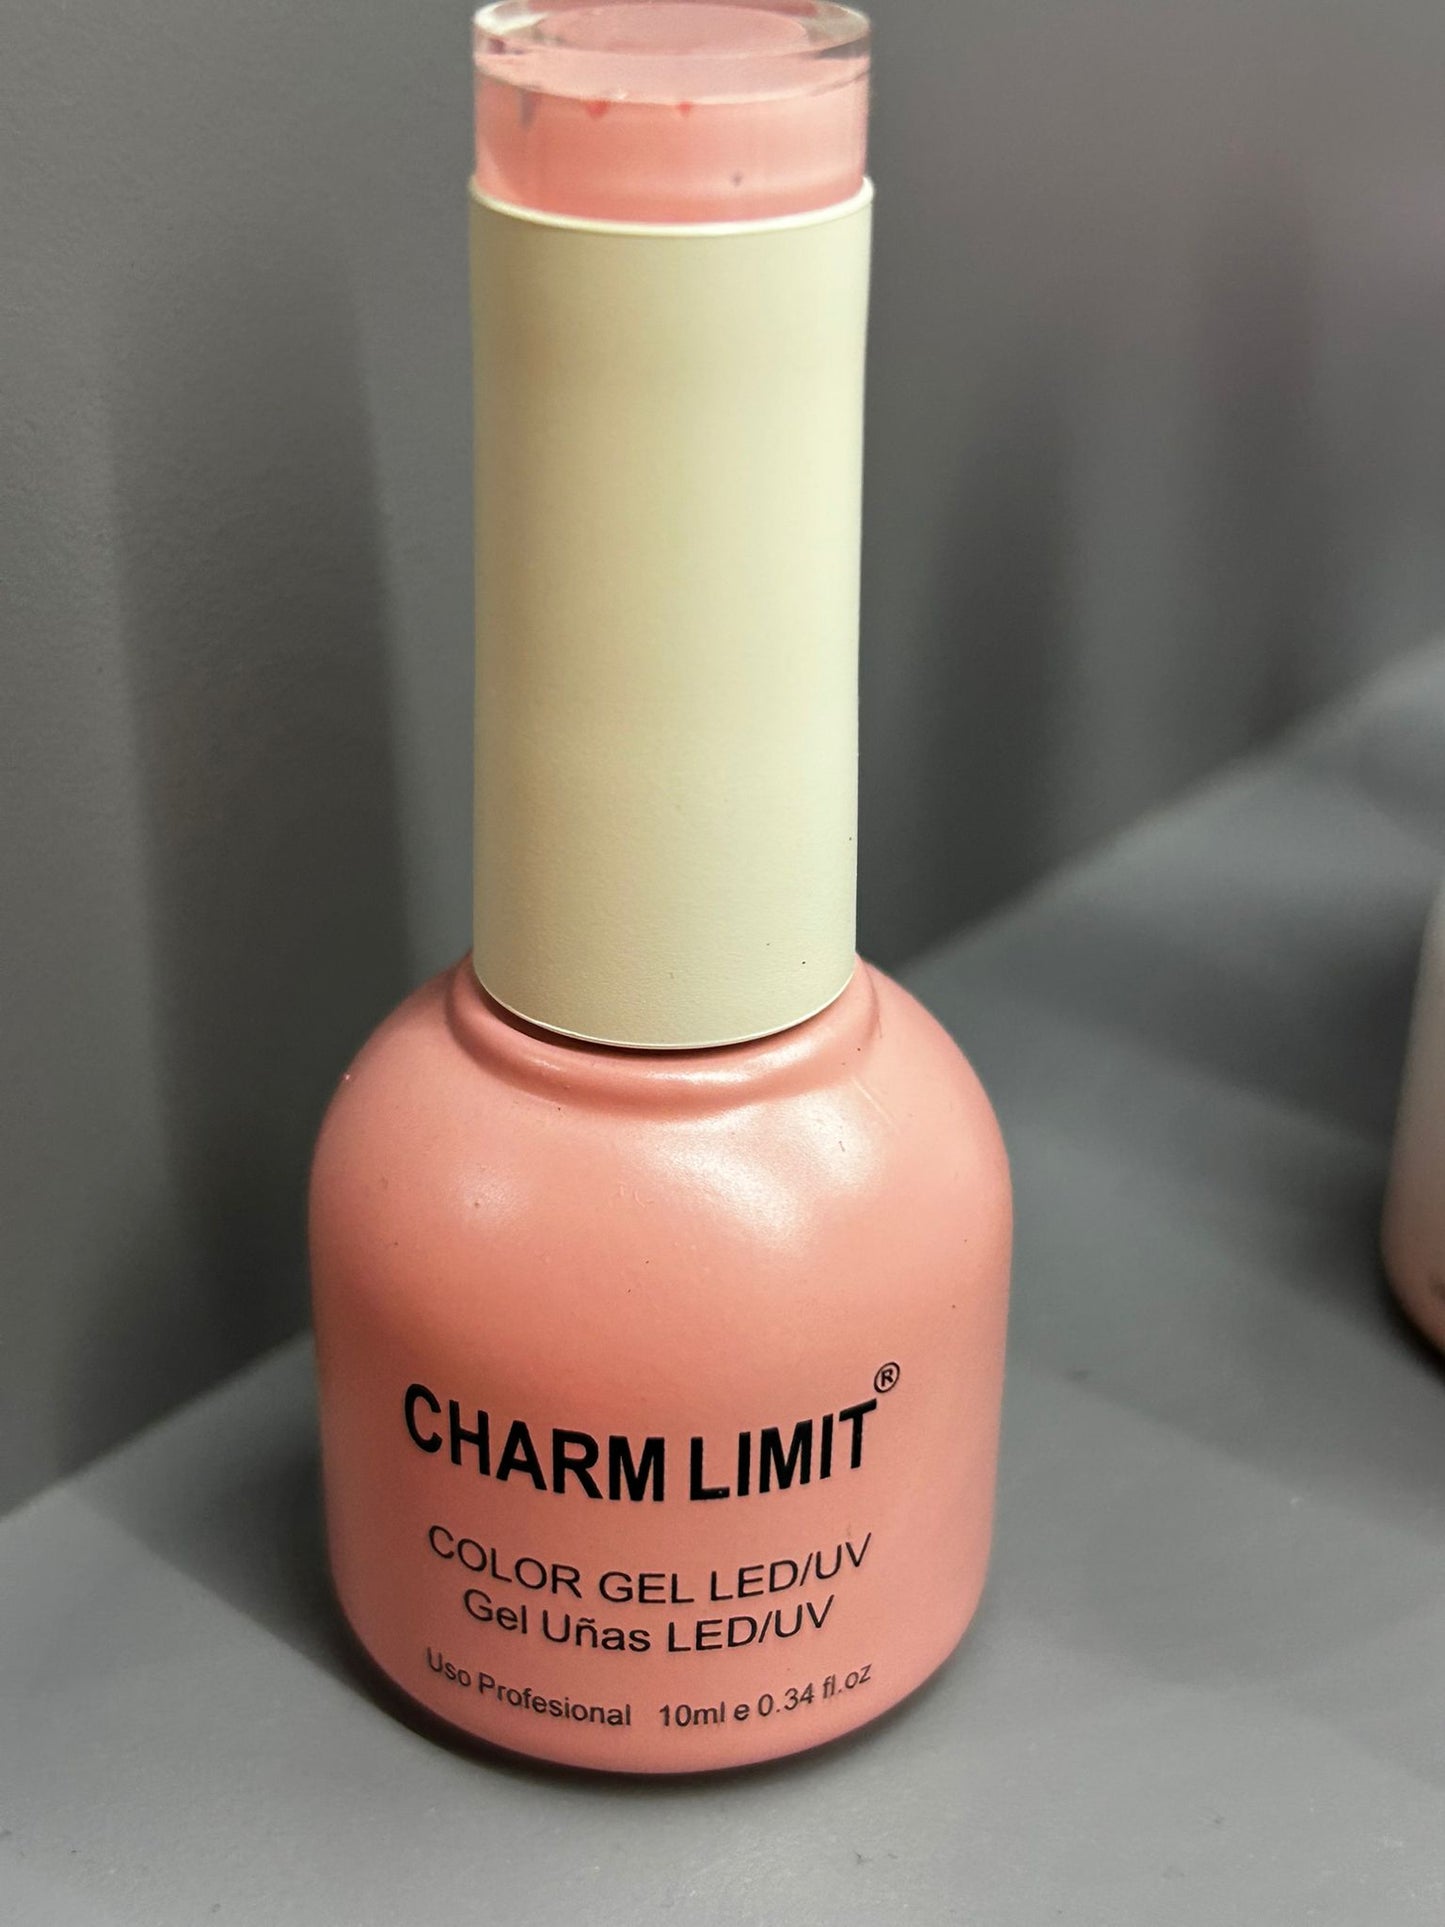 CHARM LIMIT®
COLOR GEL LED/UV
Gel Uñas LED/UV
Uso Profesional 10ml e 0.34 fl.oz